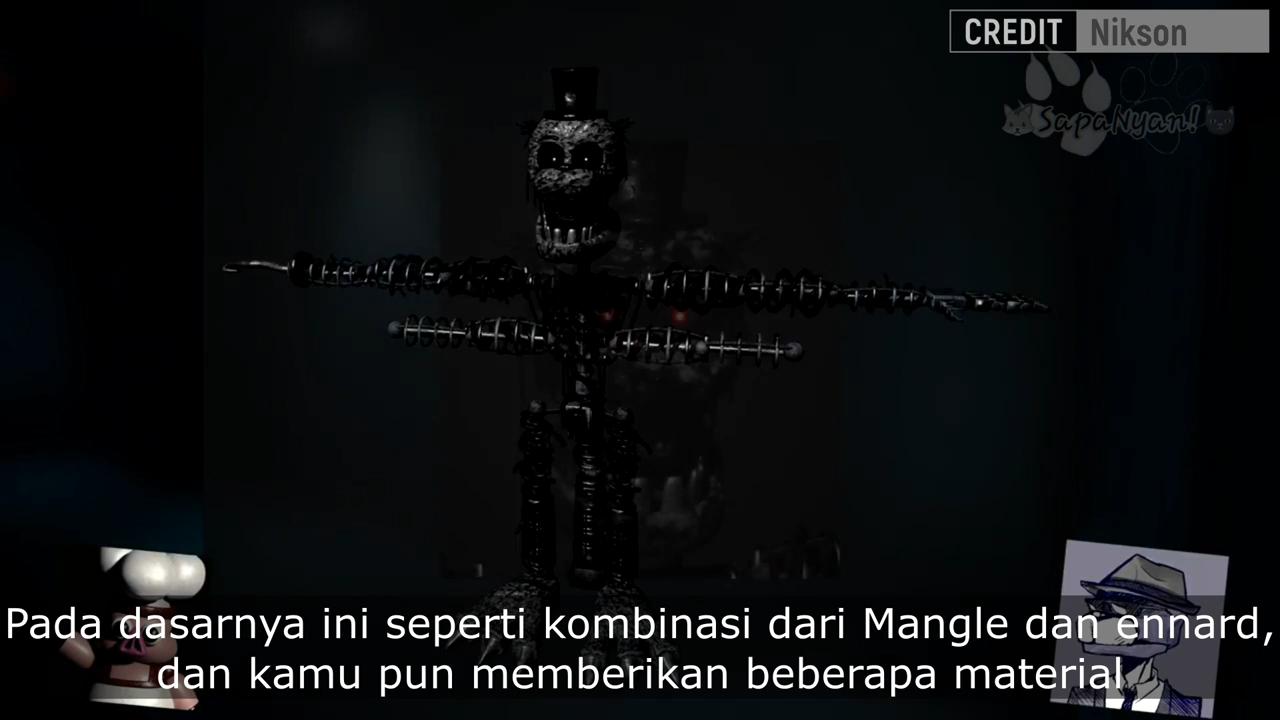 CREDIT Nikson
SapaNyan!
Pada dasarnya ini seperti kombinasi dari Mangle dan ennard,
dan kamu pun memberikan beberapa material